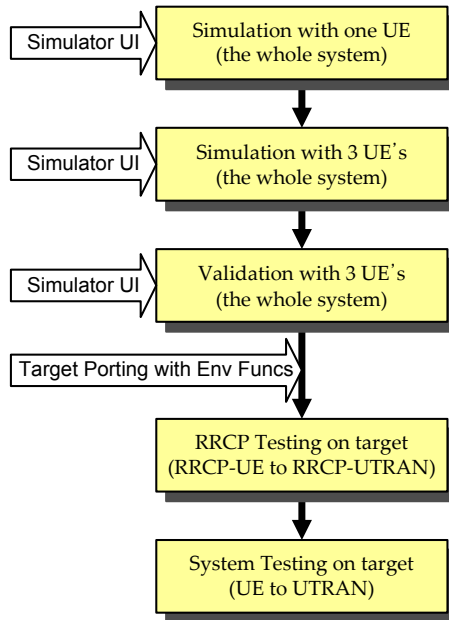 Simulator UI
Simulation with one UE
(the whole system)
Simulator UI
Simulation with 3 UE's
(the whole system)
Simulator UI
Validation with 3 UE's
(the whole system)
Target Porting with Env Funcs
RRCP Testing on target
(RRCP-UE to RRCP-UTRAN)
System Testing on target
(UE to UTRAN)